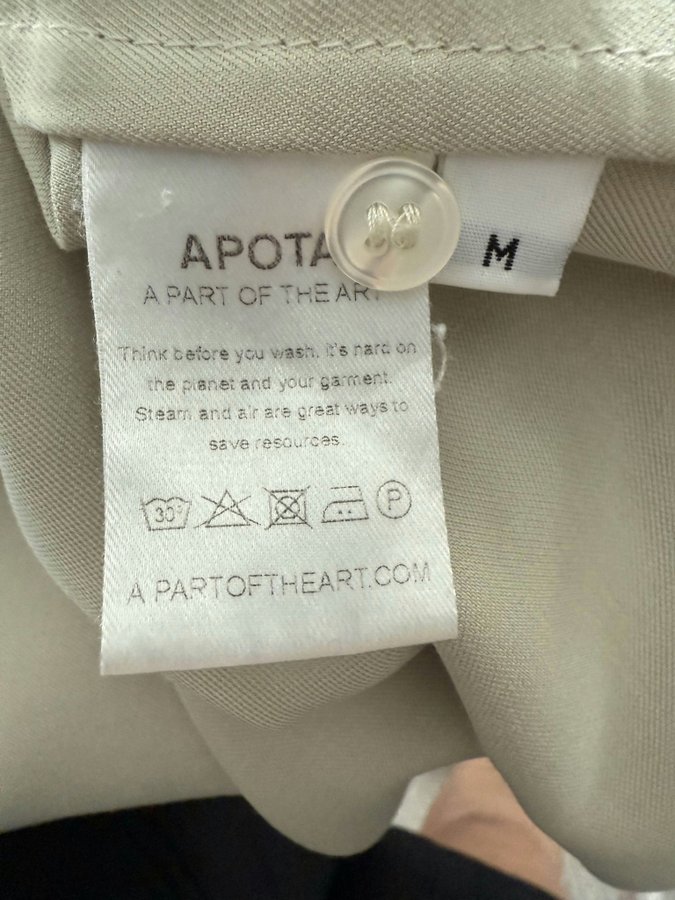 APOTA
M
A PART OF THE ART
Think before you wash, it's hard on
the planet and your garment.
Steam and air are great ways to
save resources.
30°
P
A PARTOFTHEART.COM